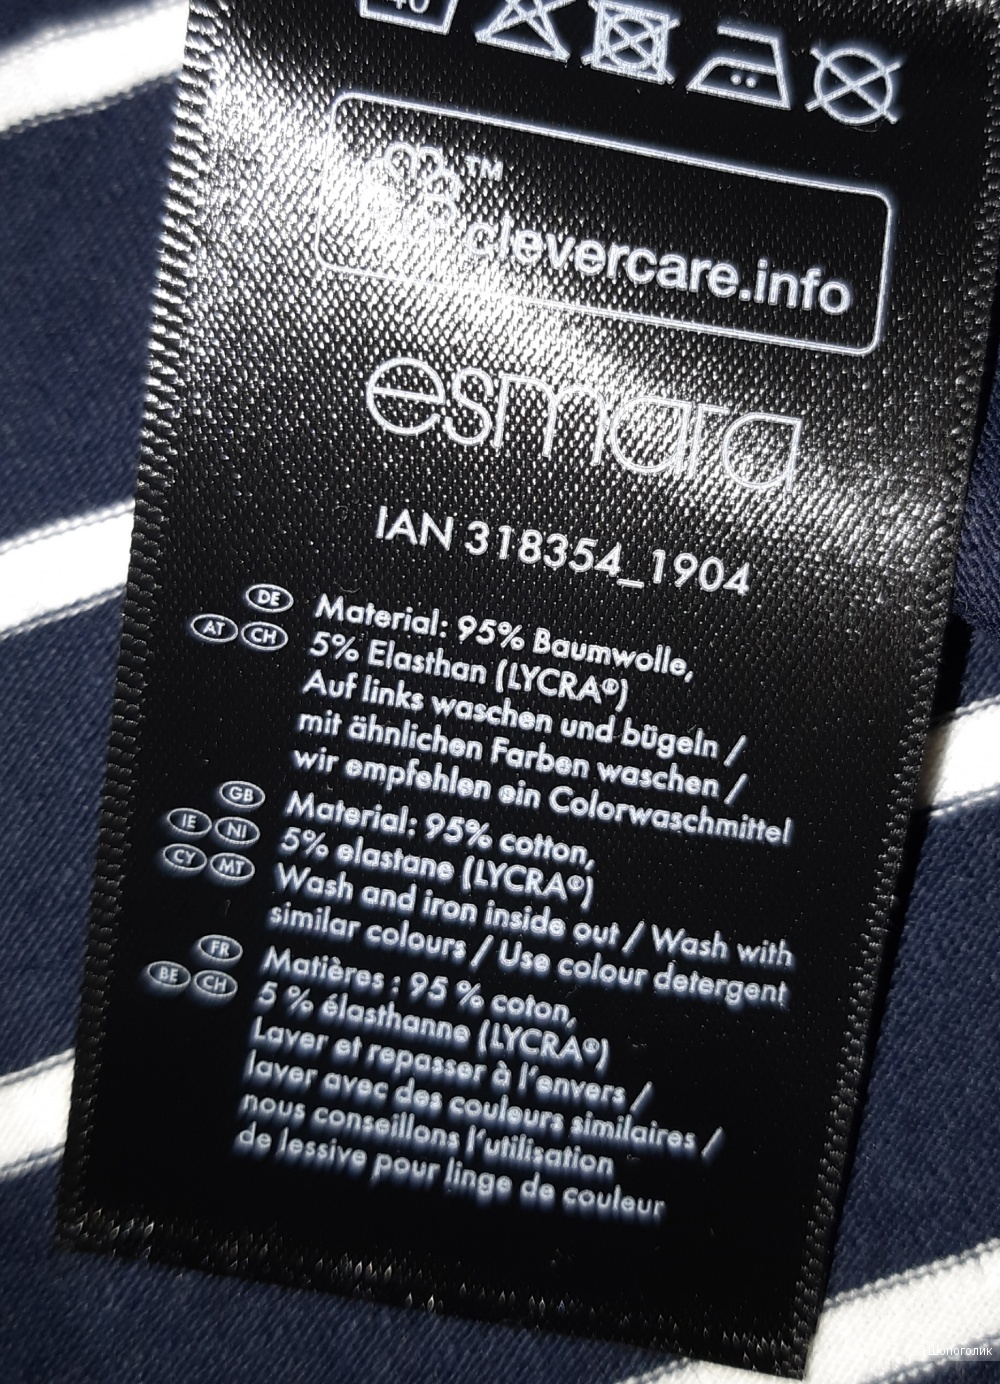 40
TM
clevercare.info
esmara
IAN 318354_1904
DE
AT CH
Material: 95% Baumwolle,
5% Elasthan (LYCRA®)
Auf links waschen und bügeln /
mit ähnlichen Farben waschen /
wir empfehlen ein Colorwaschmittel
GB
IE NI
CY MT
Material: 95% cotton,
5% elastane (LYCRA®)
Wash and iron inside out / Wash with
similar colours / Use colour detergent
FR
BE CH
Matières : 95 % coton,
5 % élasthanne (LYCRA®)
Laver et repasser à l'envers /
laver avec des couleurs similaires /
nous conseillons l'utilisation
de lessive pour linge de couleur
Шопоголик